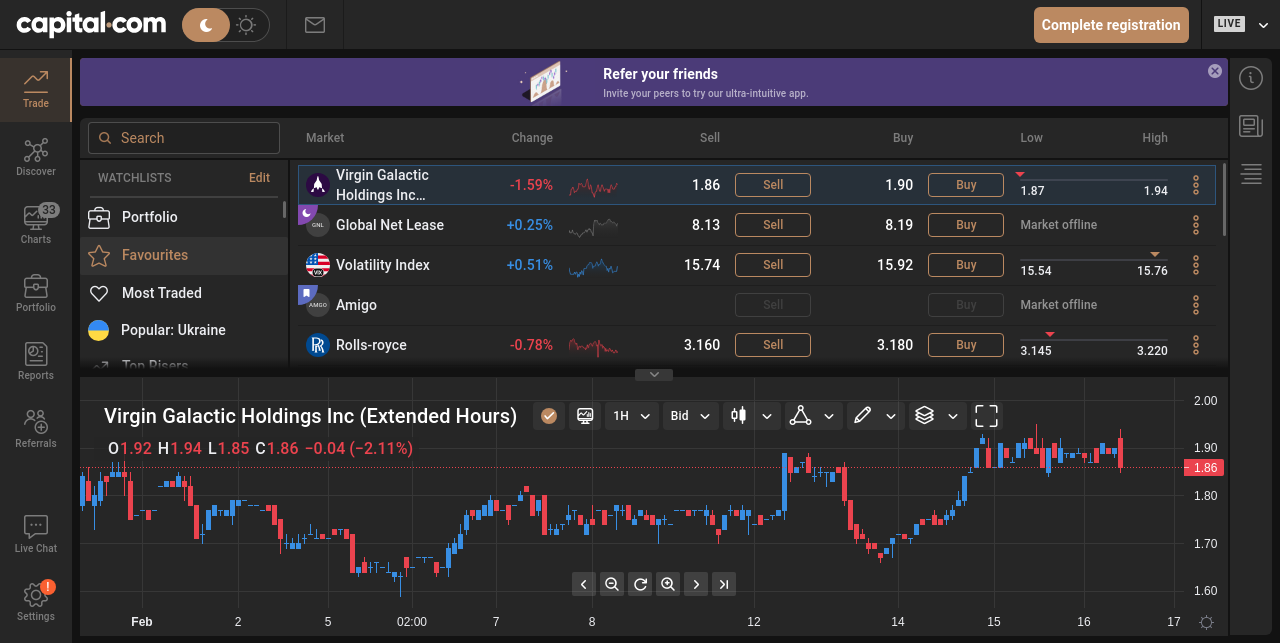 capital.com
Complete registration
LIVE
Trade
Discover
33
Charts
Portfolio
Reports
Referrals
Live Chat
!
Settings
Refer your friends
Invite your peers to try our ultra-intuitive app.
Search
Market Change Sell Buy Low High
WATCHLISTS Edit
Portfolio
Favourites
Most Traded
Popular: Ukraine
Top Risers
Virgin Galactic
Holdings Inc...
-1.59% 1.86 Sell 1.90 Buy 1.87 1.94
GNL Global Net Lease +0.25% 8.13 Sell 8.19 Buy Market offline
VIX Volatility Index +0.51% 15.74 Sell 15.92 Buy 15.54 15.76
AMGO Amigo Sell Buy Market offline
RR Rolls-royce -0.78% 3.160 Sell 3.180 Buy 3.145 3.220
Virgin Galactic Holdings Inc (Extended Hours) 1H Bid
O1.92 H1.94 L1.85 C1.86 −0.04 (−2.11%)
2.00
1.90
1.86
1.80
1.70
1.60
Feb 2 5 02:00 7 8 12 14 15 16 17